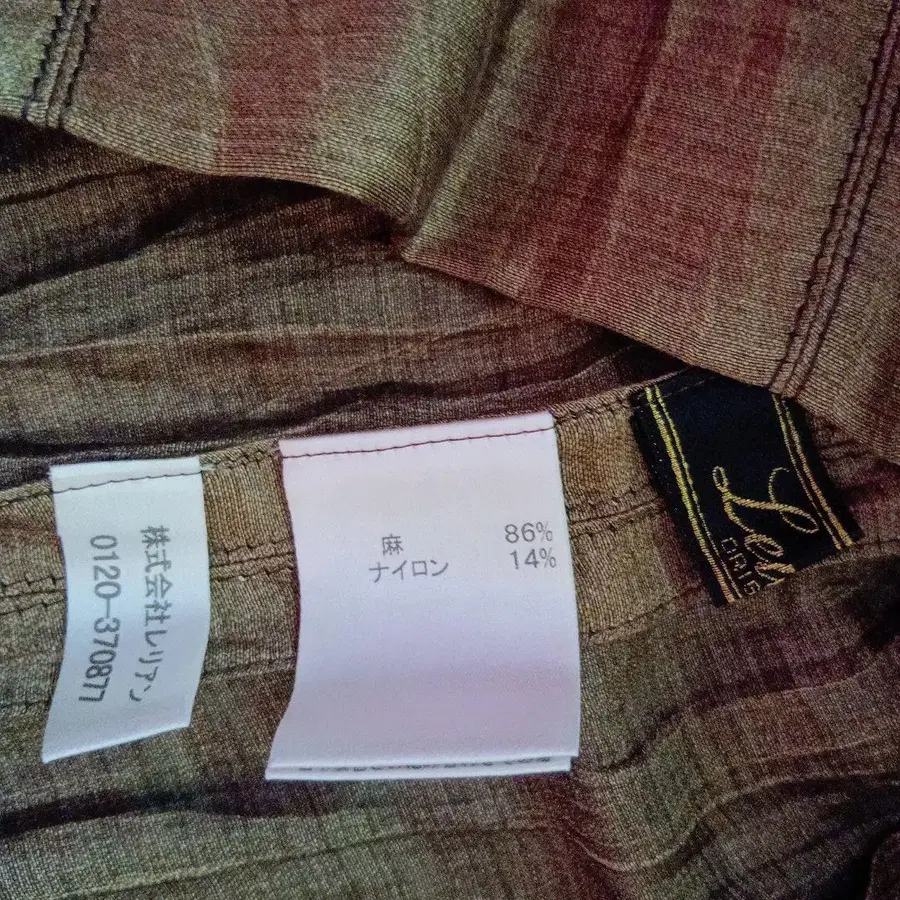 株式会社レリアン
0120-370877
麻 86%
ナイロン 14%